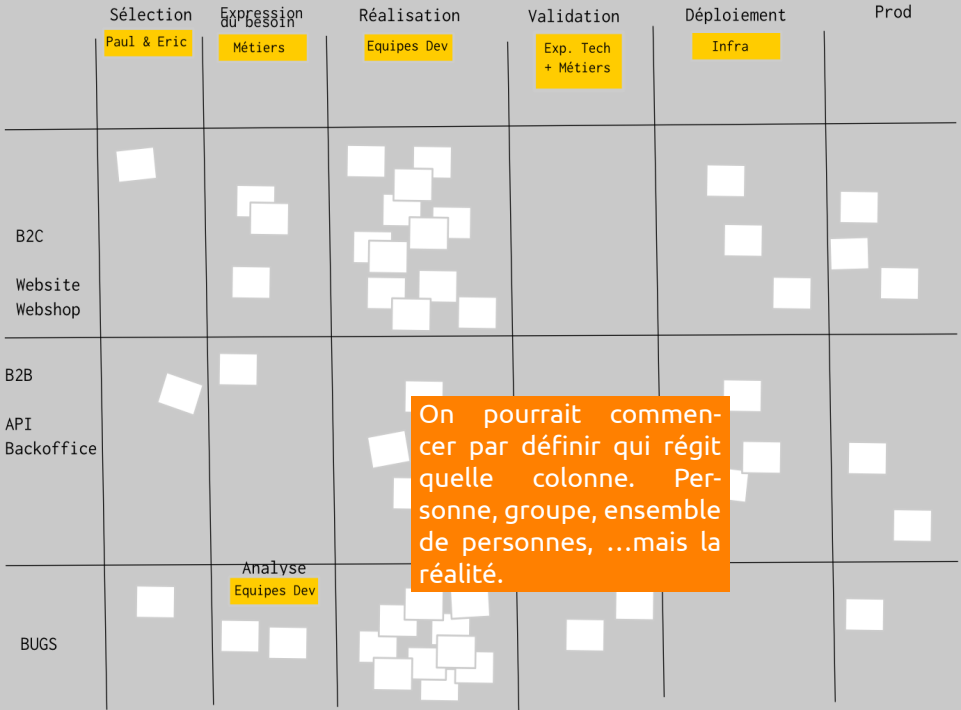 Sélection
Expression
du besoin
Réalisation
Validation
Déploiement
Prod
Paul & Eric
Métiers
Equipes Dev
Exp. Tech
+ Métiers
Infra
B2C
Website
Webshop
B2B
API
Backoffice
On pourrait commen-
cer par définir qui régit
quelle colonne. Per-
sonne, groupe, ensemble
de personnes, …mais la
réalité.
Analyse
Equipes Dev
BUGS